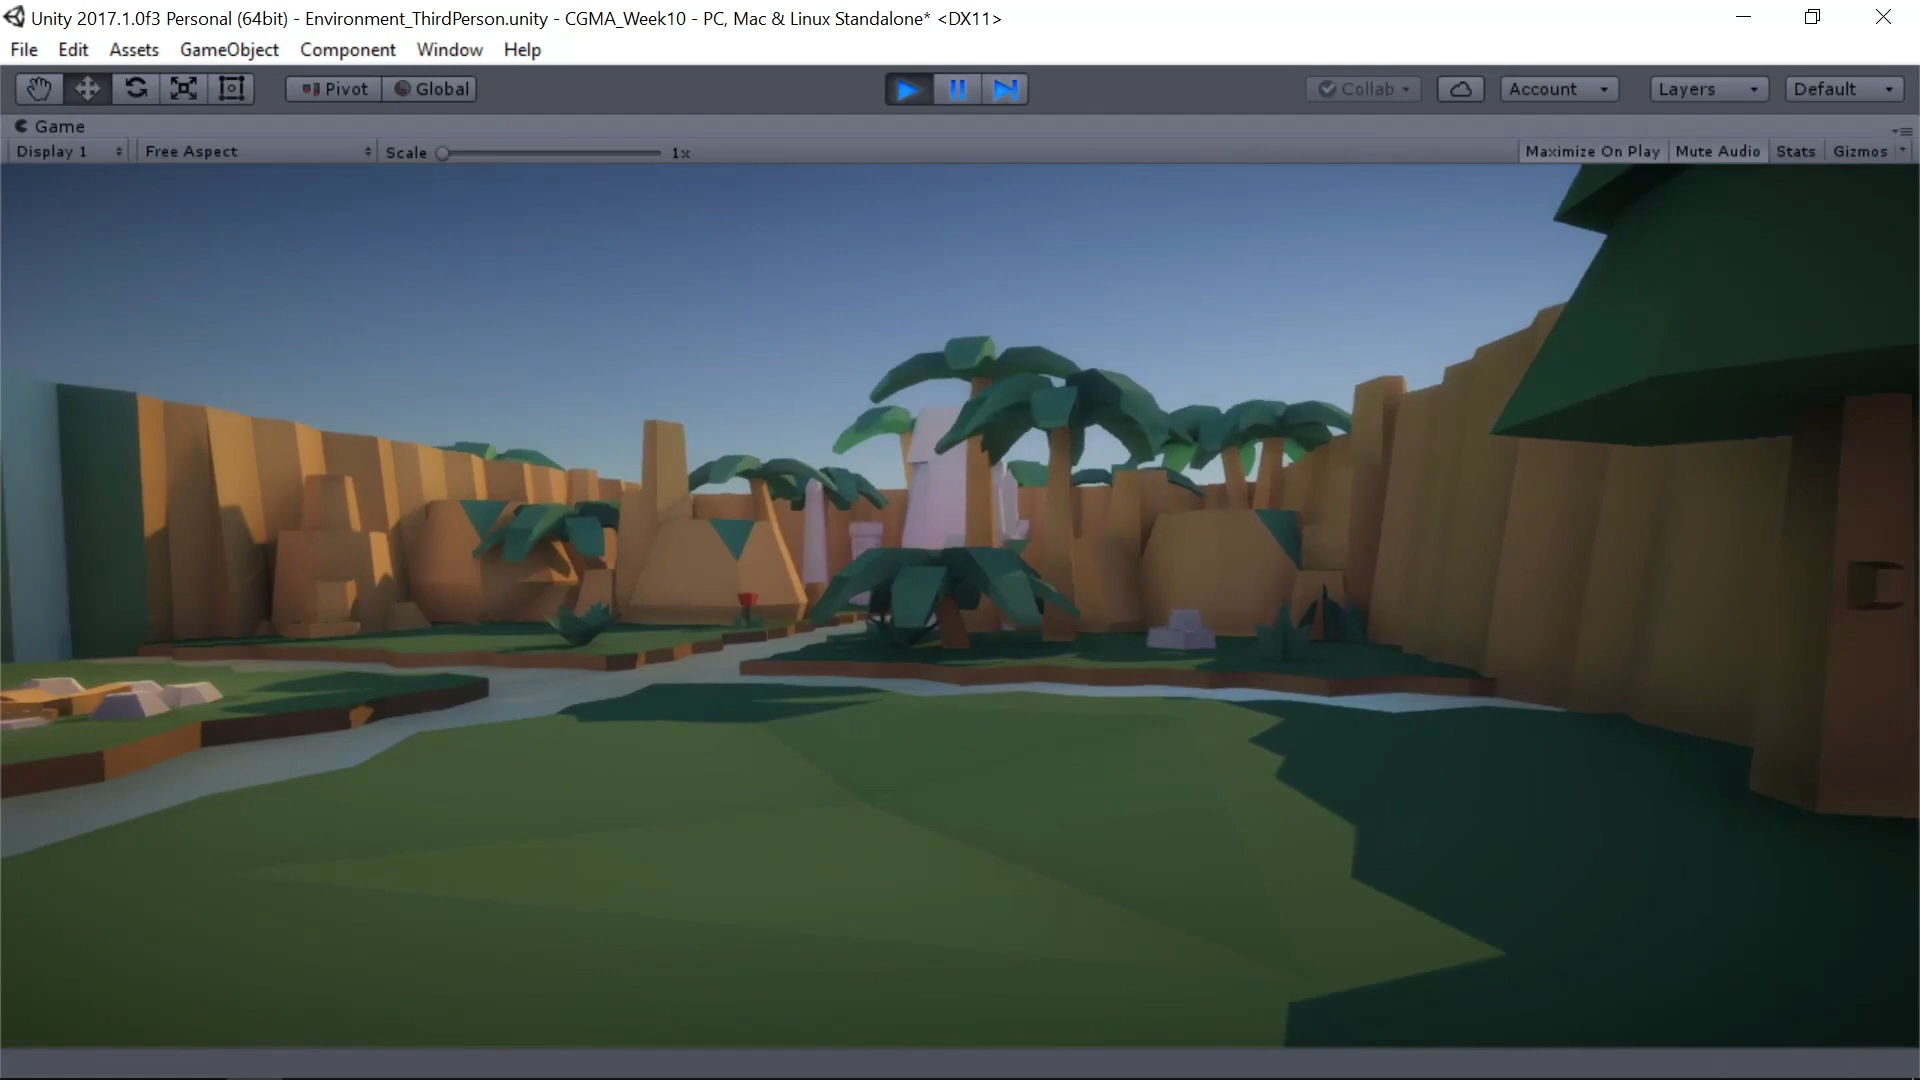 Unity 2017.1.0f3 Personal (64bit) - Environment_ThirdPerson.unity - CGMA_Week10 - PC, Mac & Linux Standalone* <DX11>
File Edit Assets GameObject Component Window Help
Pivot Global Collab Account Layers Default
Game
Display 1 Free Aspect Scale 1x Maximize On Play Mute Audio Stats Gizmos